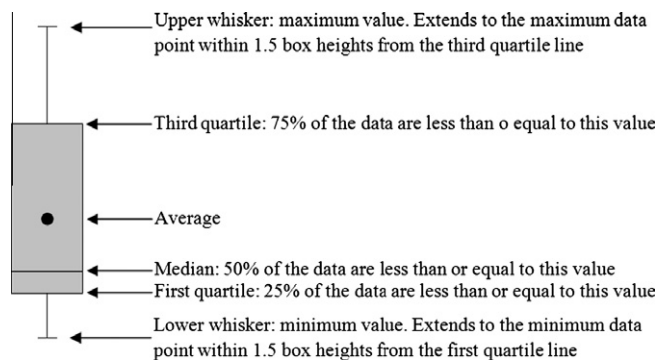 Upper whisker: maximum value. Extends to the maximum data
point within 1.5 box heights from the third quartile line
Third quartile: 75% of the data are less than o equal to this value
Average
Median: 50% of the data are less than or equal to this value
First quartile: 25% of the data are less than or equal to this value
Lower whisker: minimum value. Extends to the minimum data
point within 1.5 box heights from the first quartile line